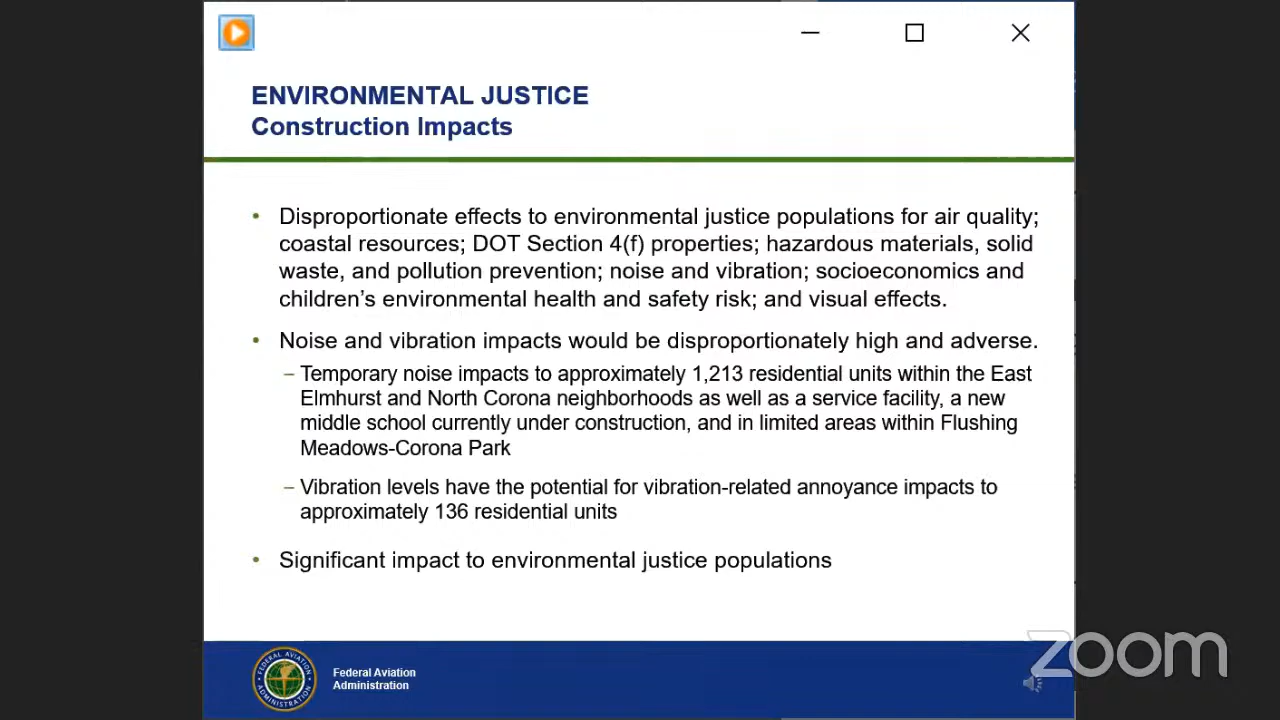 ENVIRONMENTAL JUSTICE
Construction Impacts
• Disproportionate effects to environmental justice populations for air quality;
coastal resources; DOT Section 4(f) properties; hazardous materials, solid
waste, and pollution prevention; noise and vibration; socioeconomics and
children's environmental health and safety risk; and visual effects.
• Noise and vibration impacts would be disproportionately high and adverse.
– Temporary noise impacts to approximately 1,213 residential units within the East
Elmhurst and North Corona neighborhoods as well as a service facility, a new
middle school currently under construction, and in limited areas within Flushing
Meadows-Corona Park
– Vibration levels have the potential for vibration-related annoyance impacts to
approximately 136 residential units
• Significant impact to environmental justice populations
FEDERAL AVIATION
ADMINISTRATION
Federal Aviation
Administration
zoom